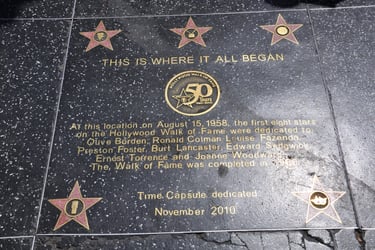 THIS IS WHERE IT ALL BEGAN
50
At this location on August 15, 1958, the first eight stars
on the Hollywood Walk of Fame were dedicated to
Olive Borden, Ronald Colman, Louise Fazenda,
Preston Foster, Burt Lancaster, Edward Sedgwick,
Ernest Torrence and Joanne Woodward.
The Walk of Fame was completed in
Time Capsule dedicated
November 2010